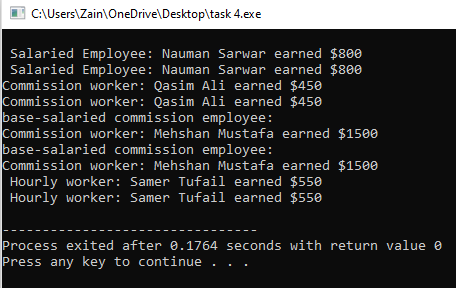 C:\Users\Zain\OneDrive\Desktop\task 4.exe
Salaried Employee: Nauman Sarwar earned $800
Salaried Employee: Nauman Sarwar earned $800
Commission worker: Qasim Ali earned $450
Commission worker: Qasim Ali earned $450
base-salaried commission employee:
Commission worker: Mehshan Mustafa earned $1500
base-salaried commission employee:
Commission worker: Mehshan Mustafa earned $1500
Hourly worker: Samer Tufail earned $550
Hourly worker: Samer Tufail earned $550
--------------------------------
Process exited after 0.1764 seconds with return value 0
Press any key to continue . . .